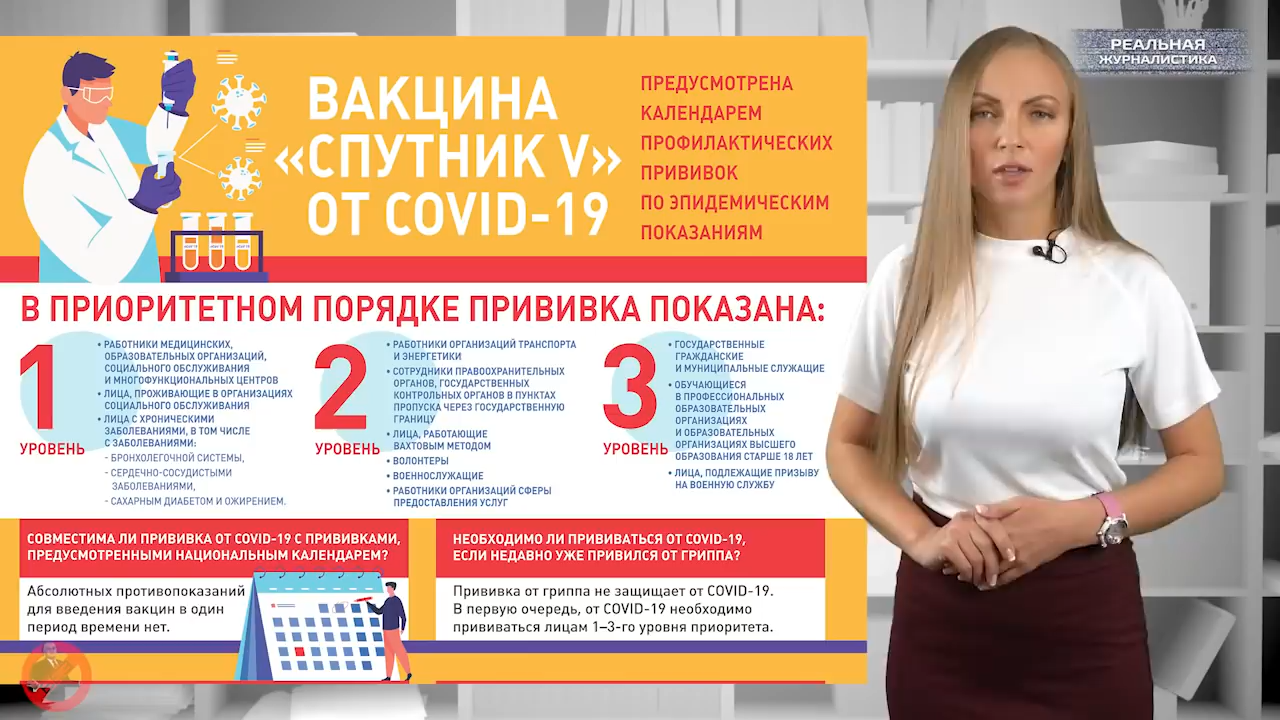 РЕАЛЬНАЯ
ЖУРНАЛИСТИКА
ВАКЦИНА
«СПУТНИК V»
ОТ COVID-19
ПРЕДУСМОТРЕНА
КАЛЕНДАРЕМ
ПРОФИЛАКТИЧЕСКИХ
ПРИВИВОК
ПО ЭПИДЕМИЧЕСКИМ
ПОКАЗАНИЯМ
В ПРИОРИТЕТНОМ ПОРЯДКЕ ПРИВИВКА ПОКАЗАНА:
1
УРОВЕНЬ
• РАБОТНИКИ МЕДИЦИНСКИХ,
ОБРАЗОВАТЕЛЬНЫХ ОРГАНИЗАЦИЙ,
СОЦИАЛЬНОГО ОБСЛУЖИВАНИЯ
И МНОГОФУНКЦИОНАЛЬНЫХ ЦЕНТРОВ
• ЛИЦА, ПРОЖИВАЮЩИЕ В ОРГАНИЗАЦИЯХ
СОЦИАЛЬНОГО ОБСЛУЖИВАНИЯ
• ЛИЦА С ХРОНИЧЕСКИМИ
ЗАБОЛЕВАНИЯМИ, В ТОМ ЧИСЛЕ
С ЗАБОЛЕВАНИЯМИ:
- БРОНХОЛЕГОЧНОЙ СИСТЕМЫ,
- СЕРДЕЧНО-СОСУДИСТЫМИ
ЗАБОЛЕВАНИЯМИ,
- САХАРНЫМ ДИАБЕТОМ И ОЖИРЕНИЕМ.
2
УРОВЕНЬ
• РАБОТНИКИ ОРГАНИЗАЦИЙ ТРАНСПОРТА
И ЭНЕРГЕТИКИ
• СОТРУДНИКИ ПРАВООХРАНИТЕЛЬНЫХ
ОРГАНОВ, ГОСУДАРСТВЕННЫХ
КОНТРОЛЬНЫХ ОРГАНОВ В ПУНКТАХ
ПРОПУСКА ЧЕРЕЗ ГОСУДАРСТВЕННУЮ
ГРАНИЦУ
• ЛИЦА, РАБОТАЮЩИЕ
ВАХТОВЫМ МЕТОДОМ
• ВОЛОНТЕРЫ
• ВОЕННОСЛУЖАЩИЕ
• РАБОТНИКИ ОРГАНИЗАЦИЙ СФЕРЫ
ПРЕДОСТАВЛЕНИЯ УСЛУГ
3
УРОВЕНЬ
• ГОСУДАРСТВЕННЫЕ
ГРАЖДАНСКИЕ
И МУНИЦИПАЛЬНЫЕ СЛУЖАЩИЕ
• ОБУЧАЮЩИЕСЯ
В ПРОФЕССИОНАЛЬНЫХ
ОБРАЗОВАТЕЛЬНЫХ
ОРГАНИЗАЦИЯХ
И ОБРАЗОВАТЕЛЬНЫХ
ОРГАНИЗАЦИЯХ ВЫСШЕГО
ОБРАЗОВАНИЯ СТАРШЕ 18 ЛЕТ
• ЛИЦА, ПОДЛЕЖАЩИЕ ПРИЗЫВУ
НА ВОЕННУЮ СЛУЖБУ
СОВМЕСТИМА ЛИ ПРИВИВКА ОТ COVID-19 С ПРИВИВКАМИ,
ПРЕДУСМОТРЕННЫМИ НАЦИОНАЛЬНЫМ КАЛЕНДАРЕМ?
Абсолютных противопоказаний
для введения вакцин в один
период времени нет.
НЕОБХОДИМО ЛИ ПРИВИВАТЬСЯ ОТ COVID-19,
ЕСЛИ НЕДАВНО УЖЕ ПРИВИЛСЯ ОТ ГРИППА?
Прививка от гриппа не защищает от COVID-19.
В первую очередь, от COVID-19 необходимо
прививаться лицам 1–3-го уровня приоритета.